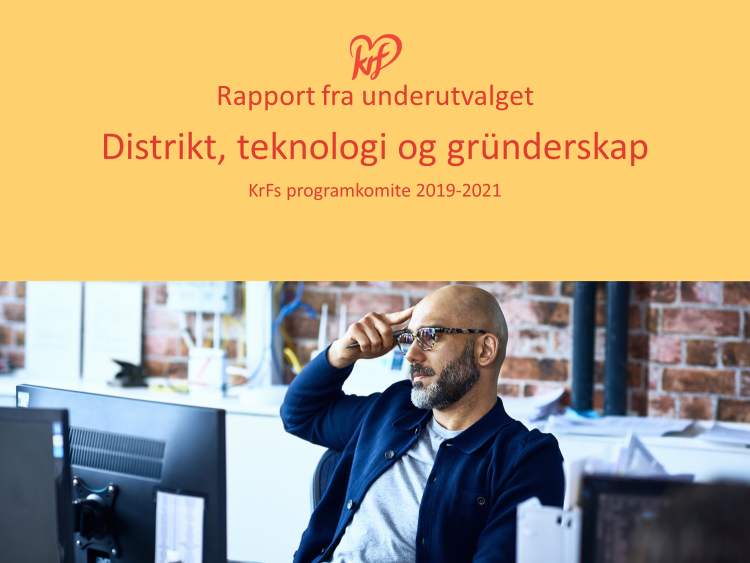 krf
Rapport fra underutvalget
Distrikt, teknologi og gründerskap
KrFs programkomite 2019-2021